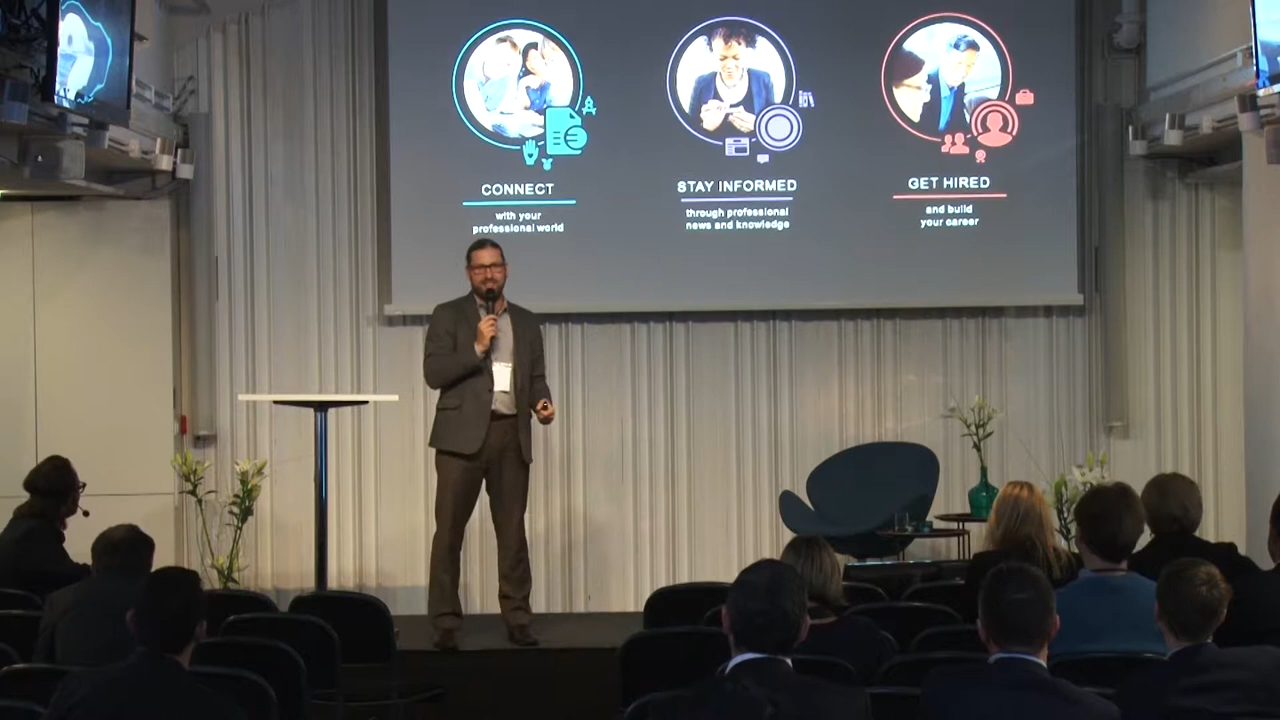 CONNECT
with your
professional world
STAY INFORMED
through professional
news and knowledge
GET HIRED
and build
your career